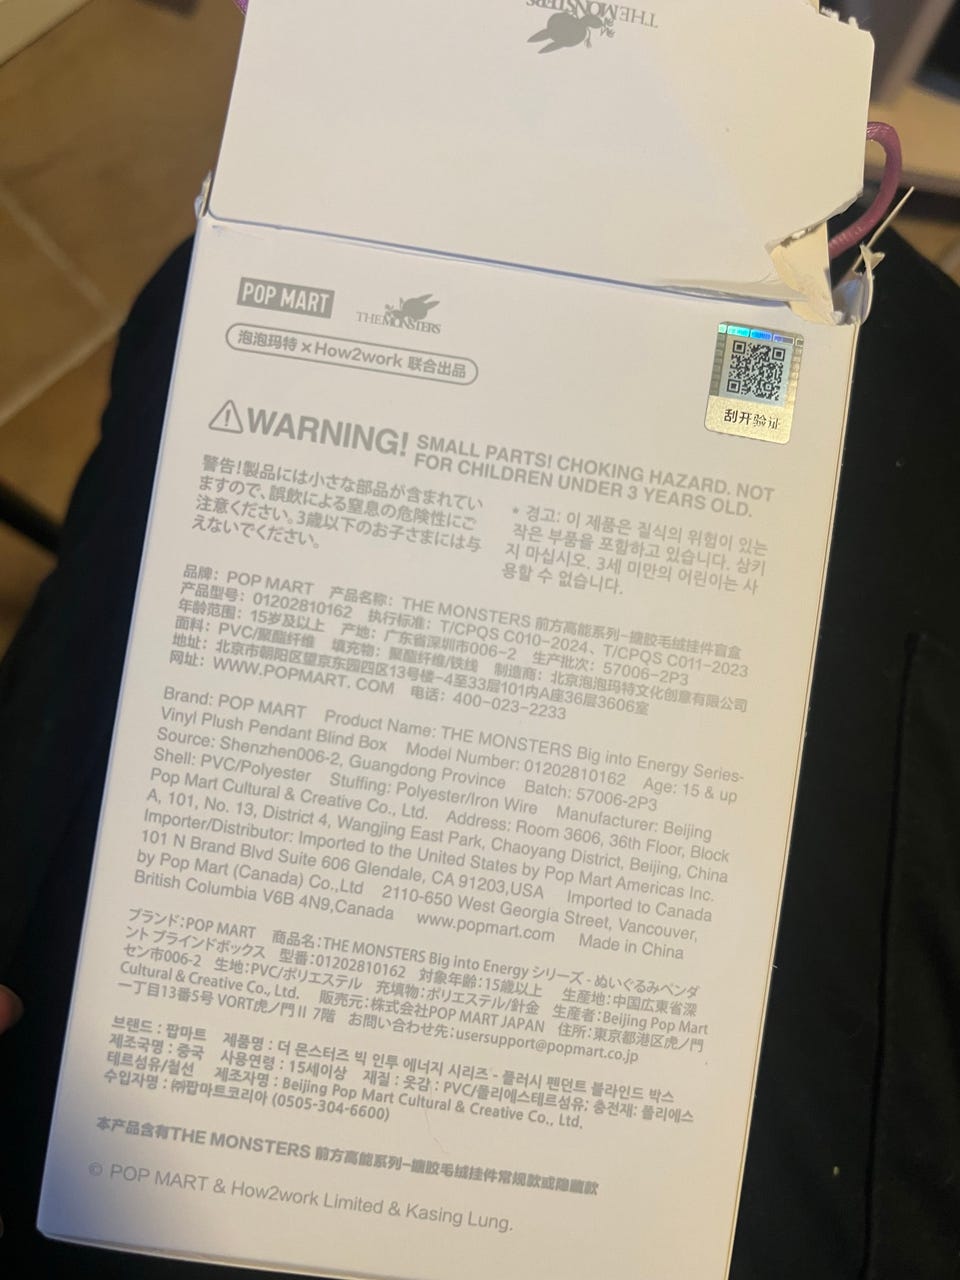 THE MONSTERS
POP MART
THE MONSTERS
泡泡玛特 × How2work 联合出品
刮开验证
WARNING! SMALL PARTS! CHOKING HAZARD. NOT
FOR CHILDREN UNDER 3 YEARS OLD.
警告!製品には小さな部品が含まれてい
ますので、誤飲による窒息の危険性にご
注意ください。3歳以下のお子さまには与
えないでください。
* 경고: 이 제품은 질식의 위험이 있는
작은 부품을 포함하고 있습니다. 삼키
지 마십시오. 3세 미만의 어린이는 사
용할 수 없습니다.
品牌: POP MART 产品名称: THE MONSTERS 前方高能系列-搪胶毛绒挂件盲盒
产品型号: 01202810162 执行标准: T/CPQS C010-2024、T/CPQS C011-2023
年龄范围: 15岁及以上 产地: 广东省深圳市006-2 生产批次: 57006-2P3
面料: PVC/聚酯纤维 填充物: 聚酯纤维/铁线 制造商: 北京泡泡玛特文化创意有限公司
地址: 北京市朝阳区望京东园四区13号楼-4至33层101内A座36层3606室
网址: WWW.POPMART. COM 电话: 400-023-2233
Brand: POP MART Product Name: THE MONSTERS Big into Energy Series-
Vinyl Plush Pendant Blind Box Model Number: 01202810162 Age: 15 & up
Source: Shenzhen006-2, Guangdong Province Batch: 57006-2P3
Shell: PVC/Polyester Stuffing: Polyester/Iron Wire Manufacturer: Beijing
Pop Mart Cultural & Creative Co., Ltd. Address: Room 3606, 36th Floor, Block
A, 101, No. 13, District 4, Wangjing East Park, Chaoyang District, Beijing, China
Importer/Distributor: Imported to the United States by Pop Mart Americas Inc.
101 N Brand Blvd Suite 606 Glendale, CA 91203,USA Imported to Canada
by Pop Mart (Canada) Co.,Ltd 2110-650 West Georgia Street, Vancouver,
British Columbia V6B 4N9,Canada www.popmart.com Made in China
ブランド:POP MART 商品名:THE MONSTERS Big into Energy シリーズ - ぬいぐるみペンダ
ント ブラインドボックス 型番:01202810162 対象年齢:15歳以上 生産地:中国広東省深
セン市006-2 生地:PVC/ポリエステル 充填物:ポリエステル/針金 生産者:Beijing Pop Mart
Cultural & Creative Co., Ltd. 販売元:株式会社POP MART JAPAN 住所:東京都港区虎ノ門
一丁目13番5号 VORT虎ノ門Ⅱ 7階 お問い合わせ先:usersupport@popmart.co.jp
브랜드 : 팝마트 제품명 : 더 몬스터즈 빅 인투 에너지 시리즈 - 플러시 펜던트 블라인드 박스
제조국명 : 중국 사용연령 : 15세이상 재질 : 옷감 : PVC/폴리에스테르섬유; 충전재: 폴리에스
테르섬유/철선 제조자명 : Beijing Pop Mart Cultural & Creative Co., Ltd.
수입자명 : ㈜팝마트코리아 (0505-304-6600)
本产品含有THE MONSTERS 前方高能系列-搪胶毛绒挂件常规款或隐藏款
© POP MART & How2work Limited & Kasing Lung.